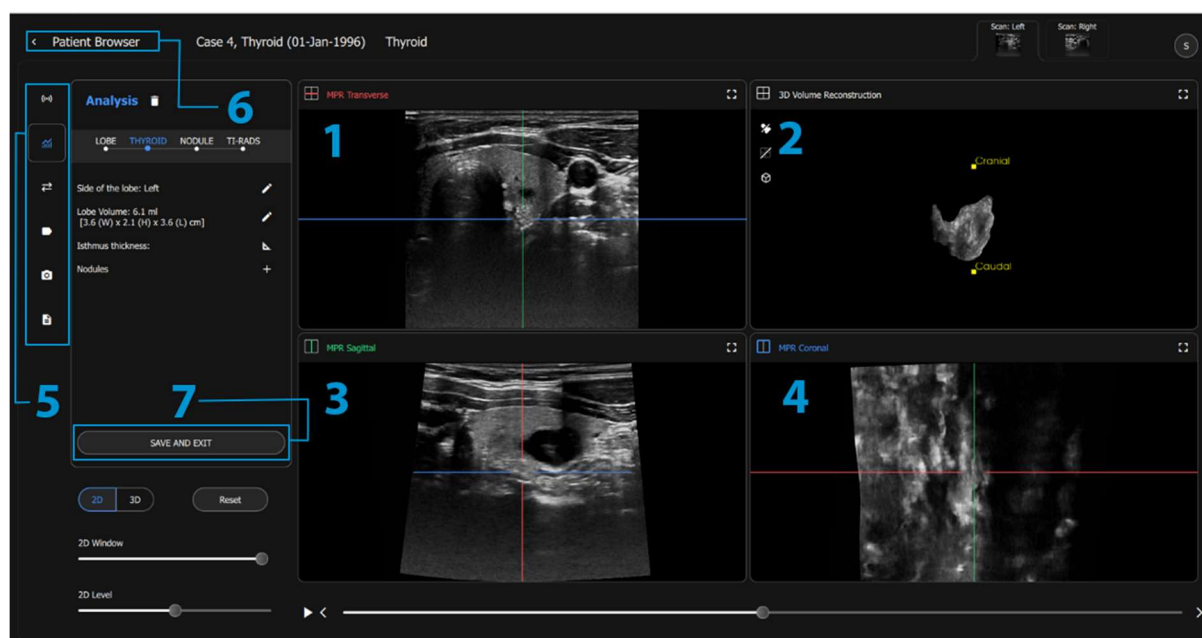 Patient Browser
Case 4, Thyroid (01-Jan-1996)
Thyroid
Scan: Left
Scan: Right
S
6
Analysis
LOBE THYROID NODULE TI-RADS
Side of the lobe: Left
Lobe Volume: 6.1 ml
[3.6 (W) x 2.1 (H) x 3.6 (L) cm]
Isthmus thickness:
Nodules
5
7
SAVE AND EXIT
2D 3D
Reset
2D Window
2D Level
MPR Transverse
1
3D Volume Reconstruction
2
Cranial
Caudal
MPR Sagittal
3
MPR Coronal
4